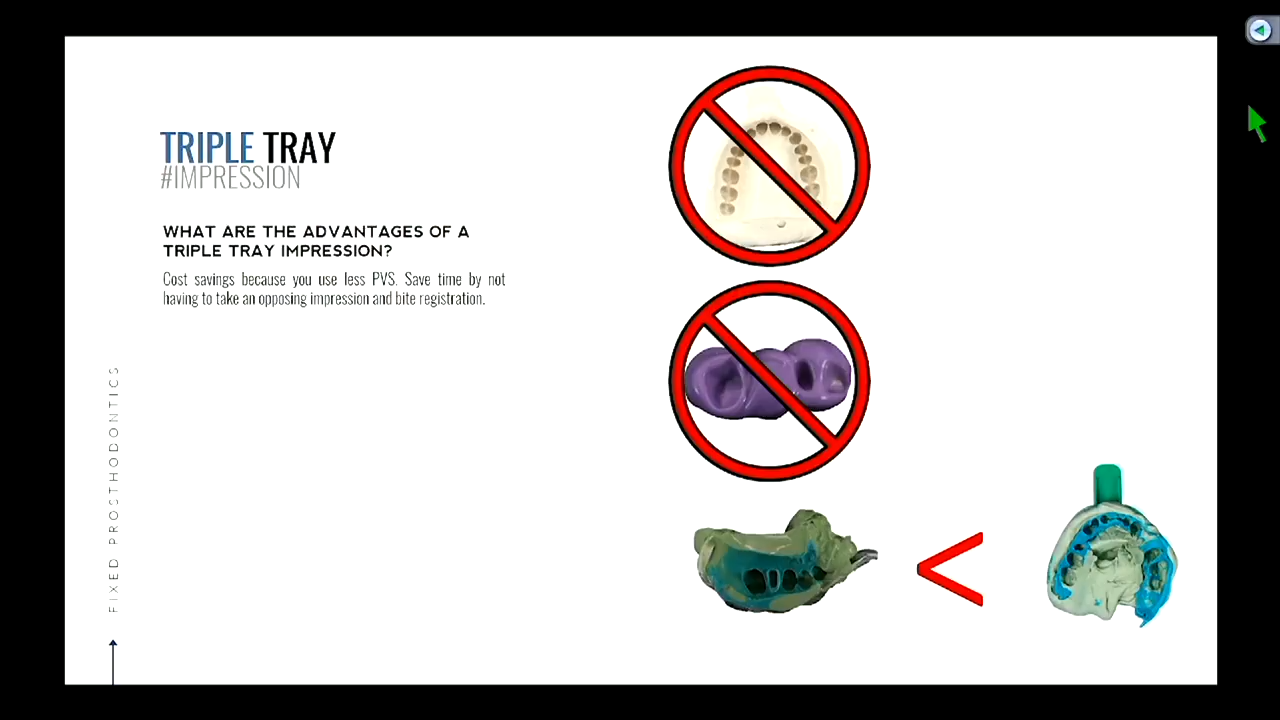 TRIPLE TRAY
#IMPRESSION
WHAT ARE THE ADVANTAGES OF A
TRIPLE TRAY IMPRESSION?
Cost savings because you use less PVS. Save time by not
having to take an opposing impression and bite registration.
FIXED PROSTHODONTICS
<